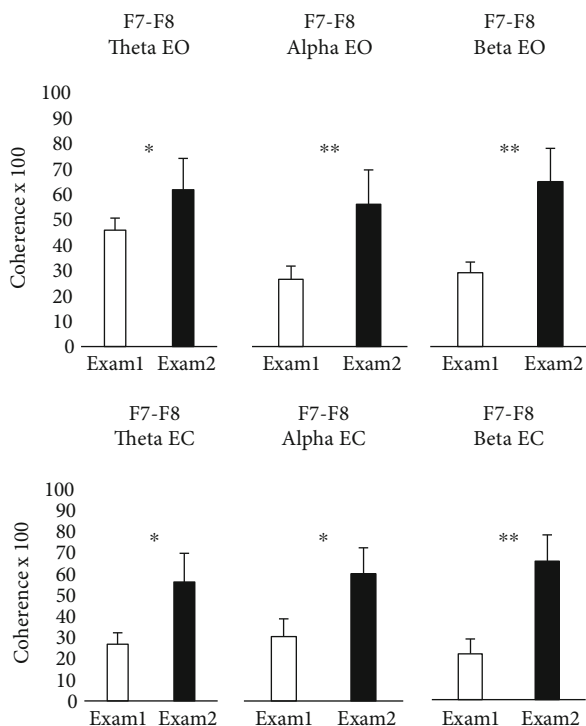 F7-F8 F7-F8 F7-F8
Theta EO Alpha EO Beta EO
Coherence x 100
100
90
80
70
60
50
40
30
20
10
0
* ** **
Exam1 Exam2 Exam1 Exam2 Exam1 Exam2
F7-F8 F7-F8 F7-F8
Theta EC Alpha EC Beta EC
Coherence x 100
100
90
80
70
60
50
40
30
20
10
0
* * **
Exam1 Exam2 Exam1 Exam2 Exam1 Exam2